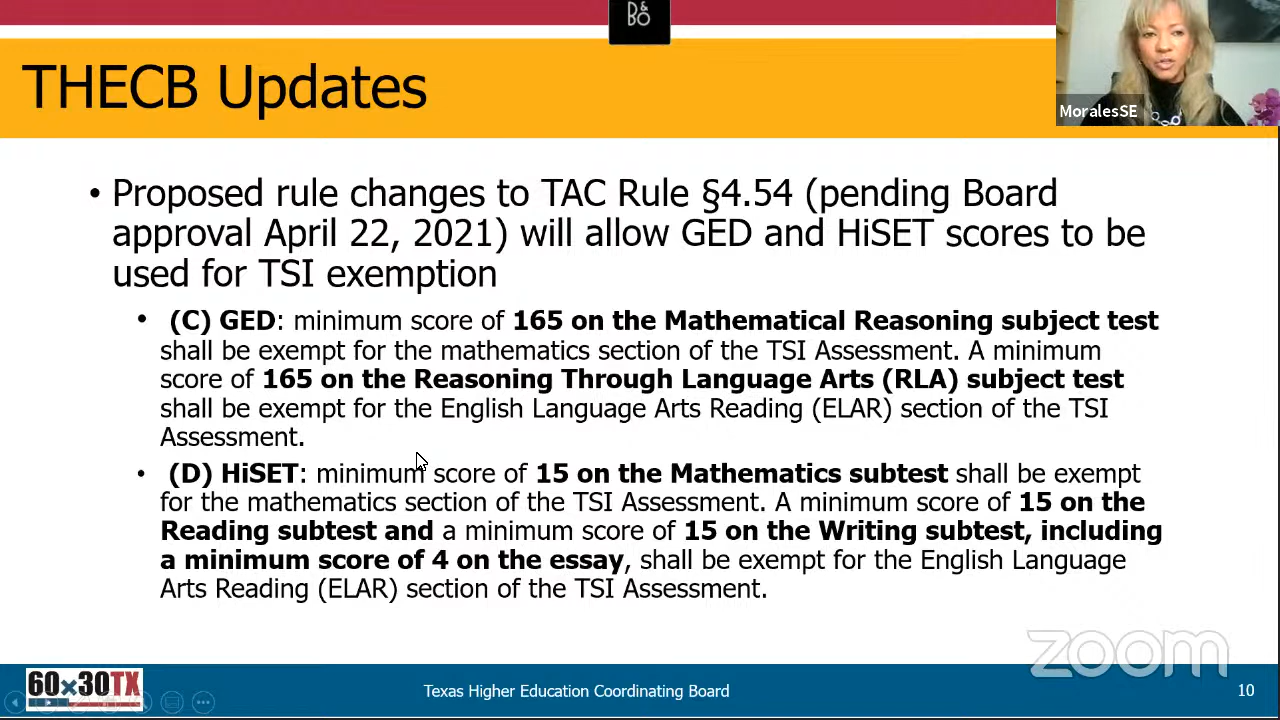 B&
BO
THECB Updates
MoralesSE
• Proposed rule changes to TAC Rule §4.54 (pending Board
approval April 22, 2021) will allow GED and HiSET scores to be
used for TSI exemption
• (C) GED: minimum score of 165 on the Mathematical Reasoning subject test
shall be exempt for the mathematics section of the TSI Assessment. A minimum
score of 165 on the Reasoning Through Language Arts (RLA) subject test
shall be exempt for the English Language Arts Reading (ELAR) section of the TSI
Assessment.
• (D) HiSET: minimum score of 15 on the Mathematics subtest shall be exempt
for the mathematics section of the TSI Assessment. A minimum score of 15 on the
Reading subtest and a minimum score of 15 on the Writing subtest, including
a minimum score of 4 on the essay, shall be exempt for the English Language
Arts Reading (ELAR) section of the TSI Assessment.
zoom
60x30TX
Texas Higher Education Coordinating Board
10